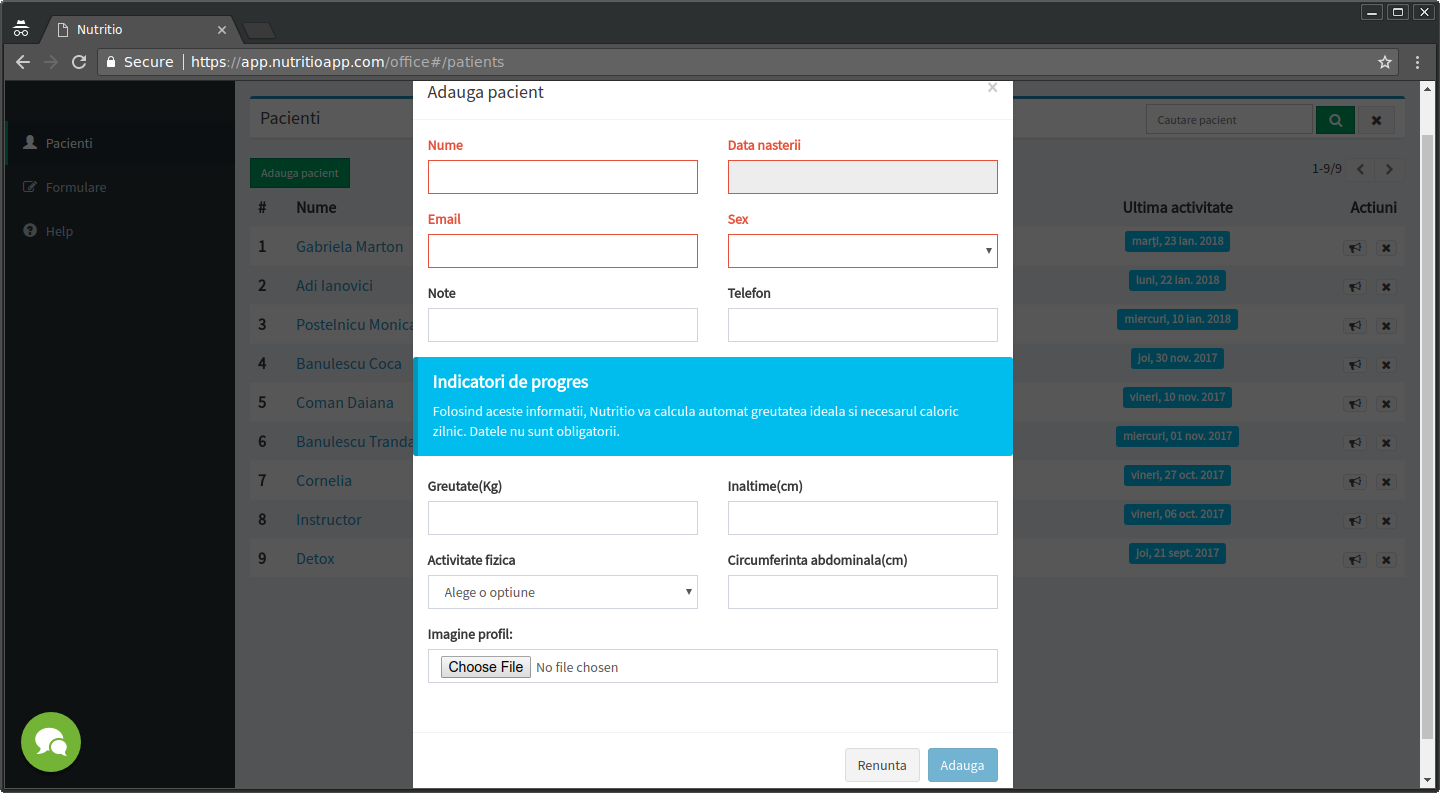 Nutritio
Secure
https://app.nutritioapp.com/office#/patients
Pacienti
Formulare
Help
Pacienti
Cautare pacient
Adauga pacient
1-9/9
# Nume Ultima activitate Actiuni
1 Gabriela Marton marți, 23 ian. 2018
2 Adi Ianovici luni, 22 ian. 2018
3 Postelnicu Monica miercuri, 10 ian. 2018
4 Banulescu Coca joi, 30 nov. 2017
5 Coman Daiana vineri, 10 nov. 2017
6 Banulescu Tranda miercuri, 01 nov. 2017
7 Cornelia vineri, 27 oct. 2017
8 Instructor vineri, 06 oct. 2017
9 Detox joi, 21 sept. 2017
Adauga pacient
Nume Data nasterii
Email Sex
Note Telefon
Indicatori de progres
Folosind aceste informatii, Nutritio va calcula automat greutatea ideala si necesarul caloric
zilnic. Datele nu sunt obligatorii.
Greutate(Kg) Inaltime(cm)
Activitate fizica Circumferinta abdominala(cm)
Alege o optiune
Imagine profil:
Choose File No file chosen
Renunta Adauga